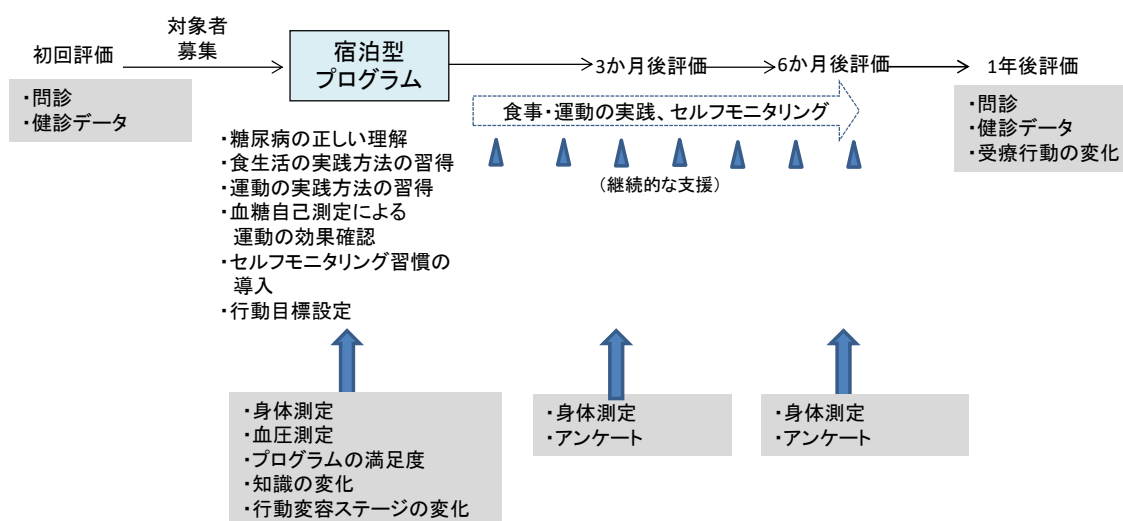 初回評価
・問診
・健診データ
対象者
募集
宿泊型
プログラム
・糖尿病の正しい理解
・食生活の実践方法の習得
・運動の実践方法の習得
・血糖自己測定による
運動の効果確認
・セルフモニタリング習慣の
導入
・行動目標設定
3か月後評価
6か月後評価
1年後評価
食事・運動の実践、セルフモニタリング
(継続的な支援)
・問診
・健診データ
・受療行動の変化
・身体測定
・血圧測定
・プログラムの満足度
・知識の変化
・行動変容ステージの変化
・身体測定
・アンケート
・身体測定
・アンケート